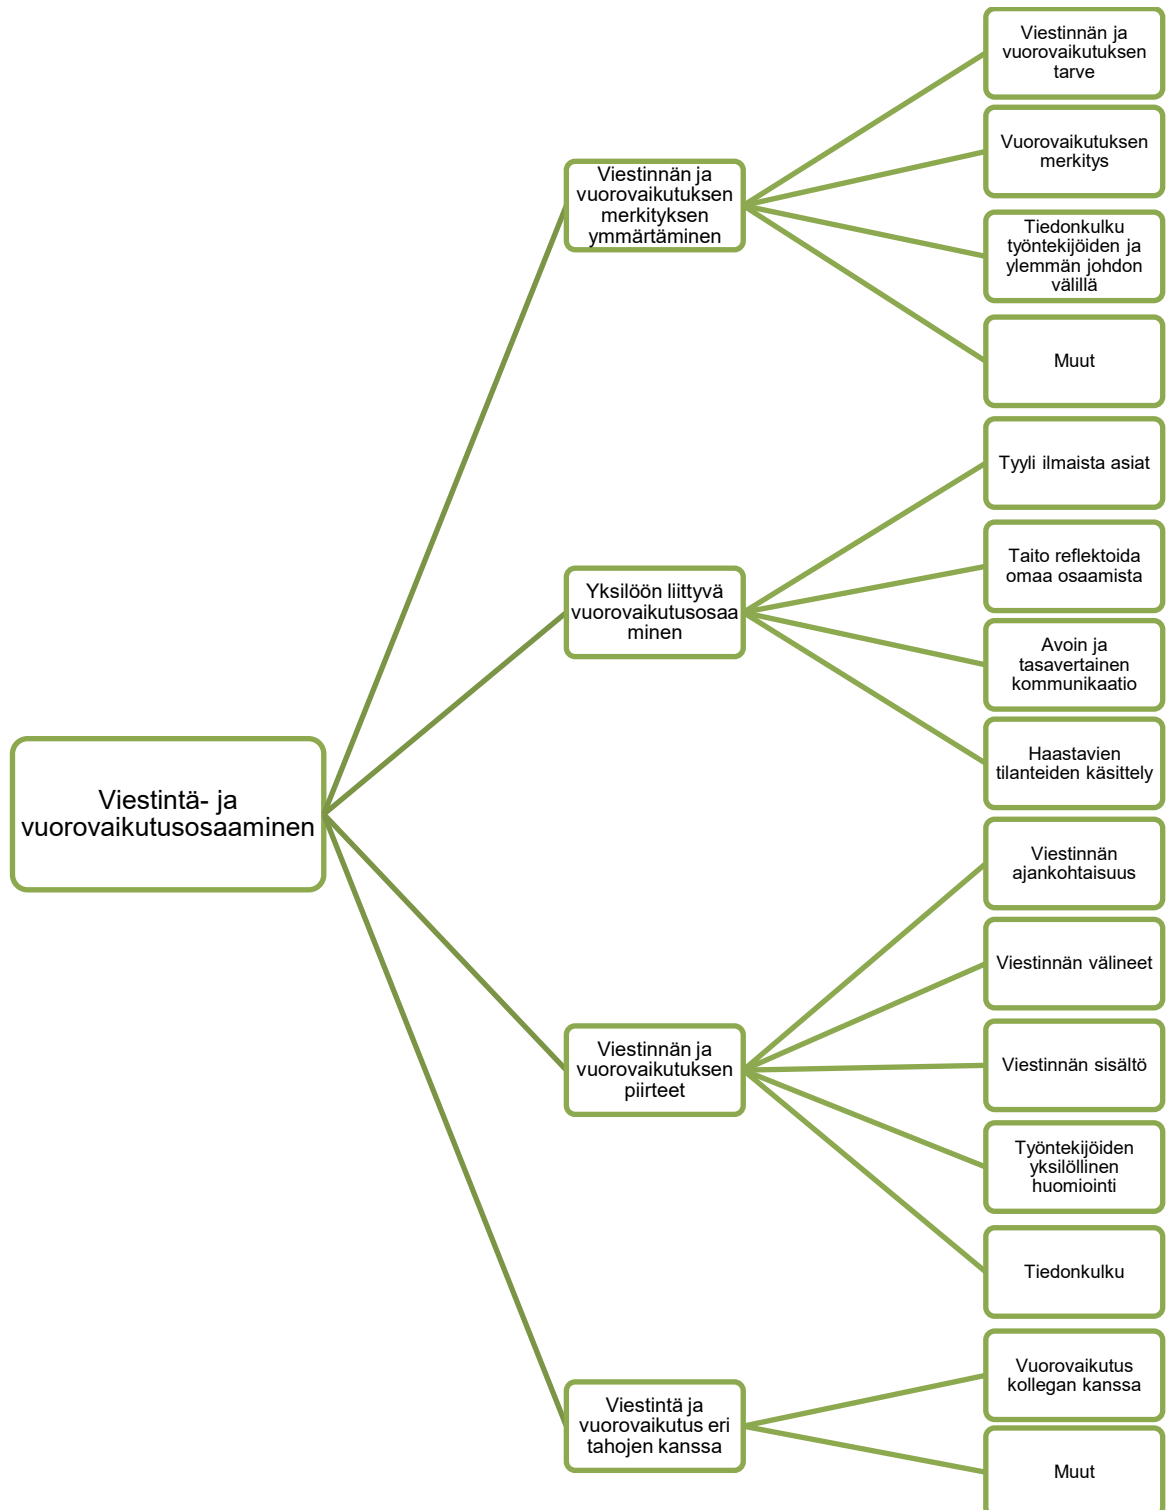 Viestintä- ja
vuorovaikutusosaaminen
Viestinnän ja
vuorovaikutuksen
merkityksen
ymmärtäminen
Viestinnän ja
vuorovaikutuksen
tarve
Vuorovaikutuksen
merkitys
Tiedonkulku
työntekijöiden ja
ylemmän johdon
välillä
Muut
Yksilöön liittyvä
vuorovaikutusosaa
minen
Tyyli ilmaista asiat
Taito reflektoida
omaa osaamista
Avoin ja
tasavertainen
kommunikaatio
Haastavien
tilanteiden käsittely
Viestinnän ja
vuorovaikutuksen
piirteet
Viestinnän
ajankohtaisuus
Viestinnän välineet
Viestinnän sisältö
Työntekijöiden
yksilöllinen
huomiointi
Tiedonkulku
Viestintä ja
vuorovaikutus eri
tahojen kanssa
Vuorovaikutus
kollegan kanssa
Muut